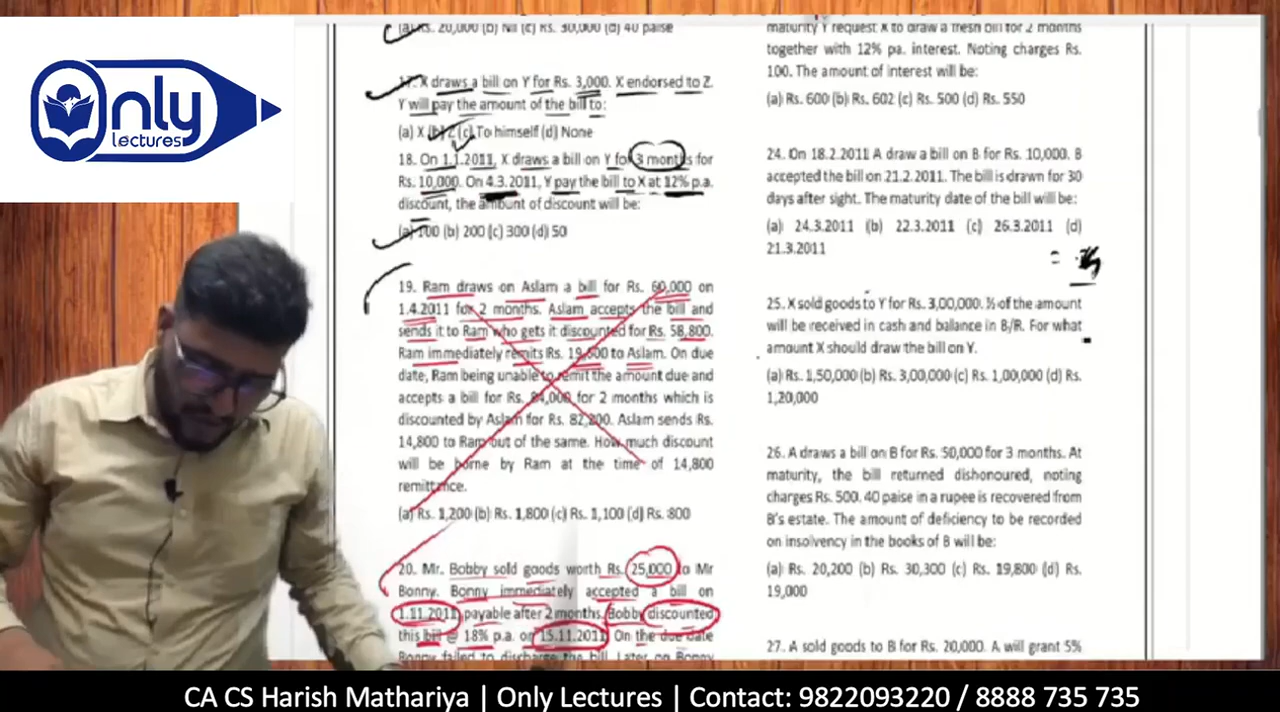 Only
lectures
(a) Rs. 20,000 (b) Nil (c) Rs. 30,000 (d) 40 paise
17. X draws a bill on Y for Rs. 3,000. X endorsed to Z.
Y will pay the amount of the bill to:
(a) X (b) Z (c) To himself (d) None
18. On 1.1.2011, X draws a bill on Y for 3 months for
Rs. 10,000. On 4.3.2011, Y pay the bill to X at 12% p.a.
discount, the amount of discount will be:
(a) 100 (b) 200 (c) 300 (d) 50
19. Ram draws on Aslam a bill for Rs. 60,000 on
1.4.2011 for 2 months. Aslam accepts the bill and
sends it to Ram who gets it discounted for Rs. 58,800.
Ram immediately remits Rs. 19,600 to Aslam. On due
date, Ram being unable to remit the amount due and
accepts a bill for Rs. 84,000 for 2 months which is
discounted by Aslam for Rs. 82,200. Aslam sends Rs.
14,800 to Ram out of the same. How much discount
will be borne by Ram at the time of 14,800
remittance.
(a) Rs. 1,200 (b) Rs. 1,800 (c) Rs. 1,100 (d) Rs. 800
20. Mr. Bobby sold goods worth Rs. 25,000 to Mr
Bonny. Bonny immediately accepted a bill on
1.11.2011, payable after 2 months. Bobby discounted
this bill @ 18% p.a. on 15.11.2011. On the due date
Bonny failed to discharge the bill. Later on Bonny
maturity Y request X to draw a fresh bill for 2 months
together with 12% pa. interest. Noting charges Rs.
100. The amount of interest will be:
(a) Rs. 600 (b) Rs. 602 (c) Rs. 500 (d) Rs. 550
24. On 18.2.2011 A draw a bill on B for Rs. 10,000. B
accepted the bill on 21.2.2011. The bill is drawn for 30
days after sight. The maturity date of the bill will be:
(a) 24.3.2011 (b) 22.3.2011 (c) 26.3.2011 (d)
21.3.2011
25. X sold goods to Y for Rs. 3,00,000. ½ of the amount
will be received in cash and balance in B/R. For what
amount X should draw the bill on Y.
(a) Rs. 1,50,000 (b) Rs. 3,00,000 (c) Rs. 1,00,000 (d) Rs.
1,20,000
26. A draws a bill on B for Rs. 50,000 for 3 months. At
maturity, the bill returned dishonoured, noting
charges Rs. 500. 40 paise in a rupee is recovered from
B's estate. The amount of deficiency to be recorded
on insolvency in the books of B will be:
(a) Rs. 20,200 (b) Rs. 30,300 (c) Rs. 19,800 (d) Rs.
19,000
27. A sold goods to B for Rs. 20,000. A will grant 5%
CA CS Harish Mathariya | Only Lectures | Contact: 9822093220 / 8888 735 735